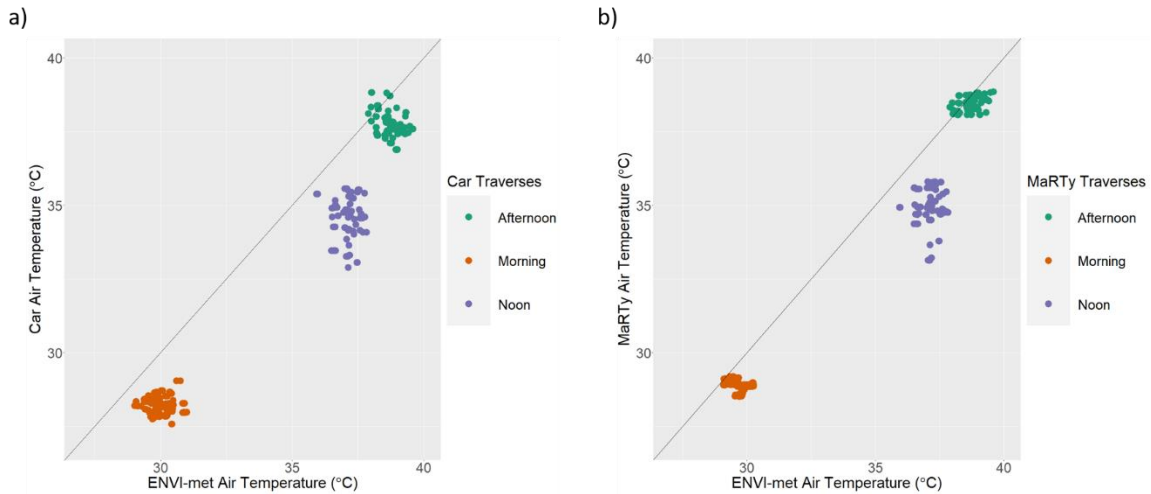 a)
40
35
30
Car Air Temperature (°C)
30
35
40
ENVI-met Air Temperature (°C)
Car Traverses
Afternoon
Morning
Noon
b)
40
35
30
MaRTy Air Temperature (°C)
30
35
40
ENVI-met Air Temperature (°C)
MaRTy Traverses
Afternoon
Morning
Noon